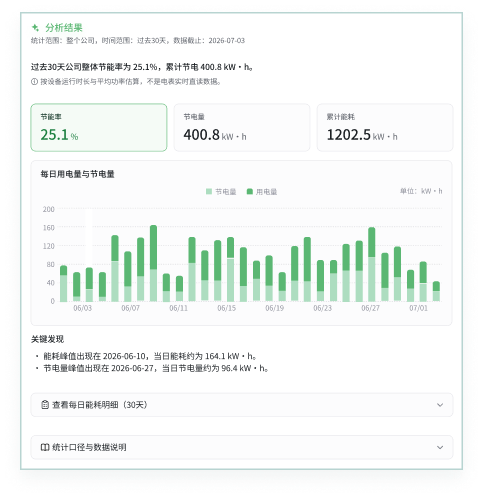 分析结果
统计范围：整个公司，时间范围：过去30天，数据截止：2026-07-03
过去30天公司整体节能率为 25.1%，累计节电 400.8 kW·h。
按设备运行时长与平均功率估算，不是电表实时直读数据。
节能率
25.1 %
节电量
400.8 kW·h
累计能耗
1202.5 kW·h
每日用电量与节电量
节电量 用电量 单位：kW·h
200
160
120
80
40
0
06/03 06/07 06/11 06/15 06/19 06/23 06/27 07/01
关键发现
· 能耗峰值出现在 2026-06-10，当日能耗约为 164.1 kW·h。
· 节电量峰值出现在 2026-06-27，当日节电量约为 96.4 kW·h。
查看每日能耗明细（30天）
统计口径与数据说明